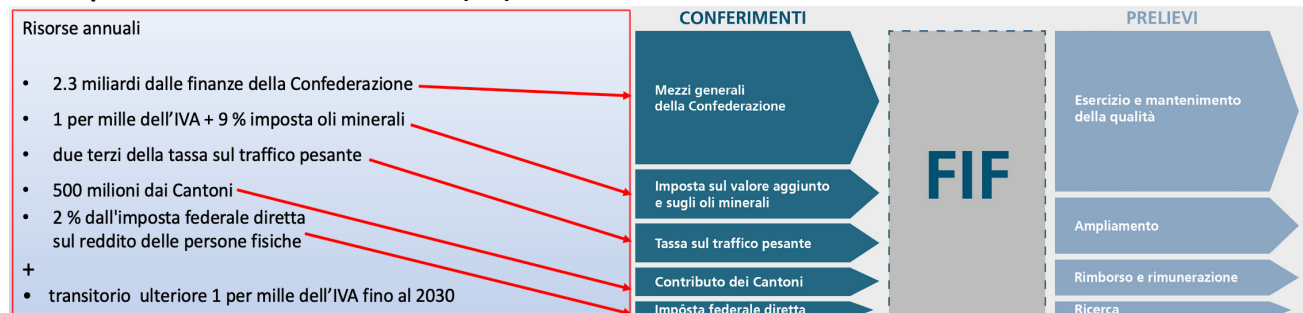 Risorse annuali
• 2.3 miliardi dalle finanze della Confederazione
• 1 per mille dell'IVA + 9 % imposta oli minerali
• due terzi della tassa sul traffico pesante
• 500 milioni dai Cantoni
• 2 % dall'imposta federale diretta
sul reddito delle persone fisiche
+
• transitorio ulteriore 1 per mille dell'IVA fino al 2030
CONFERIMENTI
Mezzi generali
della Confederazione
Imposta sul valore aggiunto
e sugli oli minerali
Tassa sul traffico pesante
Contributo dei Cantoni
Impôsta federale diretta
FIF
PRELIEVI
Esercizio e mantenimento
della qualità
Ampliamento
Rimborso e rimunerazione
Ricerca